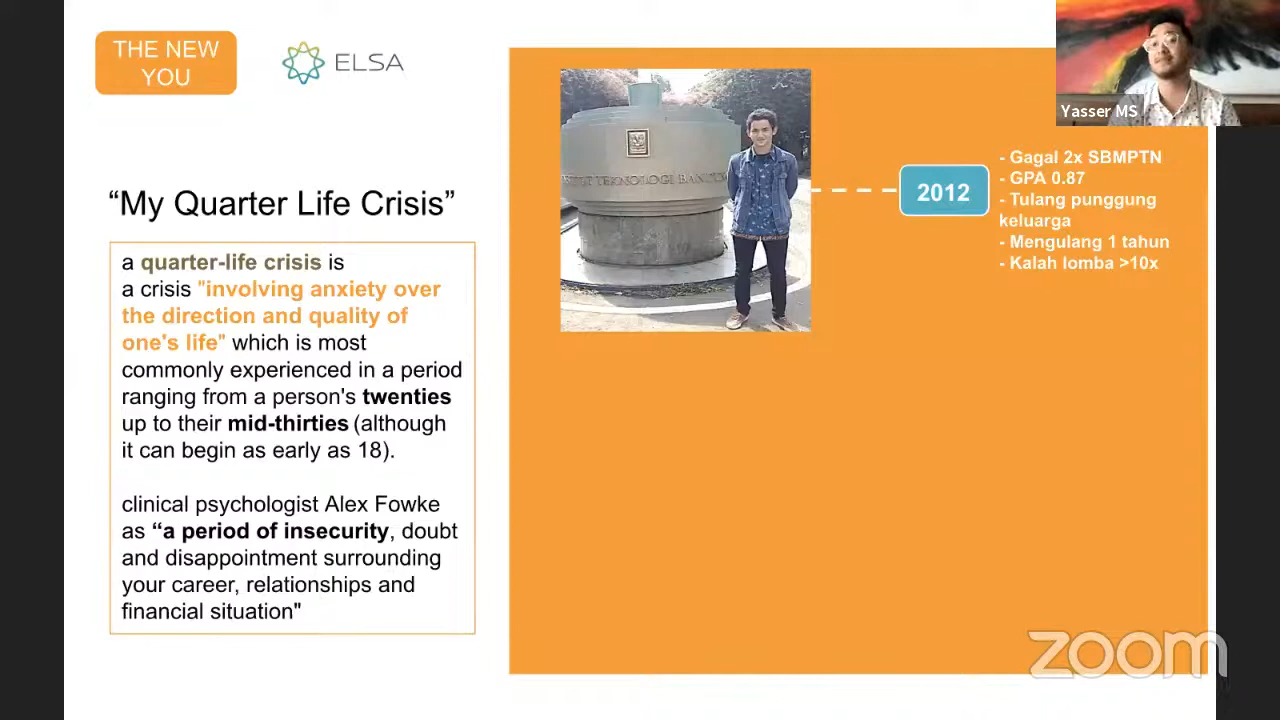 THE NEW
YOU
ELSA
Yasser MS
“My Quarter Life Crisis”
a quarter-life crisis is
a crisis "involving anxiety over
the direction and quality of
one's life" which is most
commonly experienced in a period
ranging from a person's twenties
up to their mid-thirties (although
it can begin as early as 18).
clinical psychologist Alex Fowke
as “a period of insecurity, doubt
and disappointment surrounding
your career, relationships and
financial situation"
TEKNOLOGI
2012
- Gagal 2x SBMPTN
- GPA 0.87
- Tulang punggung
keluarga
- Mengulang 1 tahun
- Kalah lomba >10x
zoom